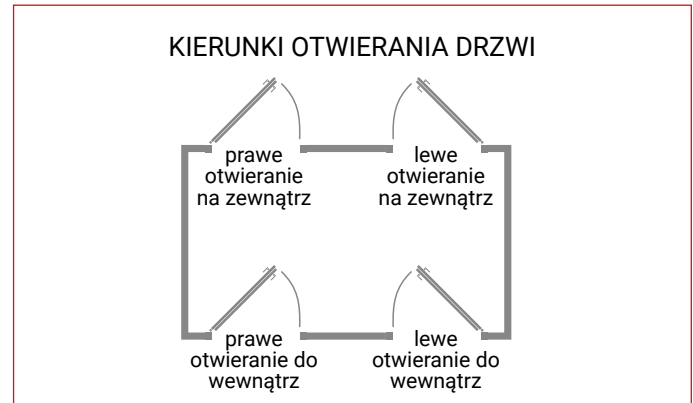 KIERUNKI OTWIERANIA DRZWI
prawe
otwieranie
na zewnątrz
lewe
otwieranie
na zewnątrz
prawe
otwieranie do
wewnątrz
lewe
otwieranie do
wewnątrz